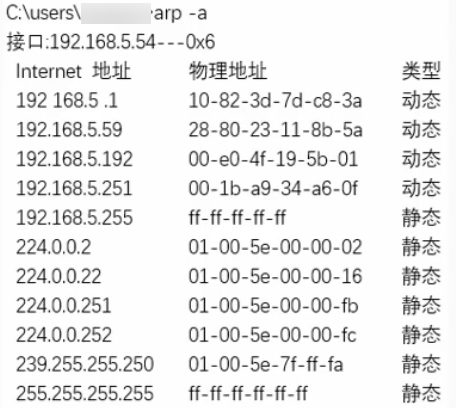 C:\users\ arp -a
接口:192.168.5.54---0x6
Internet 地址 物理地址 类型
192 168.5 .1 10-82-3d-7d-c8-3a 动态
192.168.5.59 28-80-23-11-8b-5a 动态
192.168.5.192 00-e0-4f-19-5b-01 动态
192.168.5.251 00-1b-a9-34-a6-0f 动态
192.168.5.255 ff-ff-ff-ff-ff 静态
224.0.0.2 01-00-5e-00-00-02 静态
224.0.0.22 01-00-5e-00-00-16 静态
224.0.0.251 01-00-5e-00-00-fb 静态
224.0.0.252 01-00-5e-00-00-fc 静态
239.255.255.250 01-00-5e-7f-ff-fa 静态
255.255.255.255 ff-ff-ff-ff-ff-ff 静态